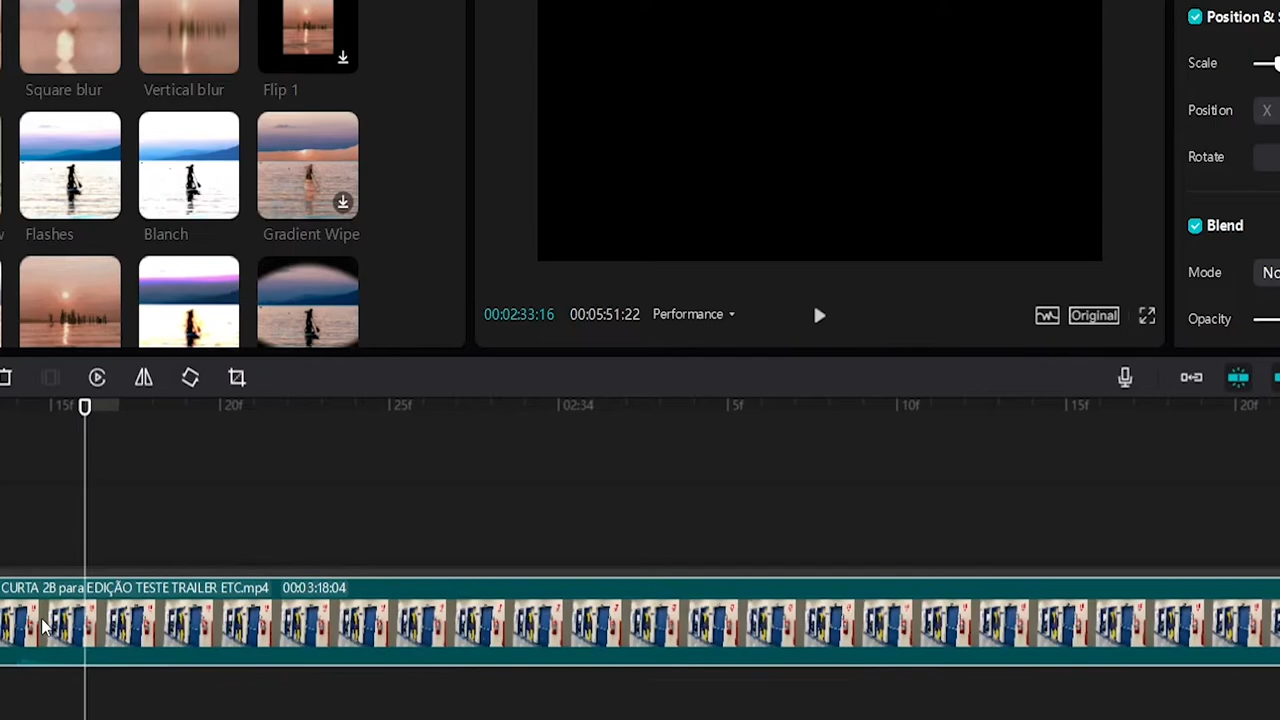 Position &
Scale
Position X
Rotate
Blend
Mode
Opacity
Square blur
Vertical blur
Flip 1
Flashes
Blanch
Gradient Wipe
00:02:33:16 00:05:51:22 Performance
Original
15f 20f 25f 02:34 5f 10f 15f 20f
CURTA 2B para EDIÇÃO TESTE TRAILER ETC.mp4 00:03:18:04